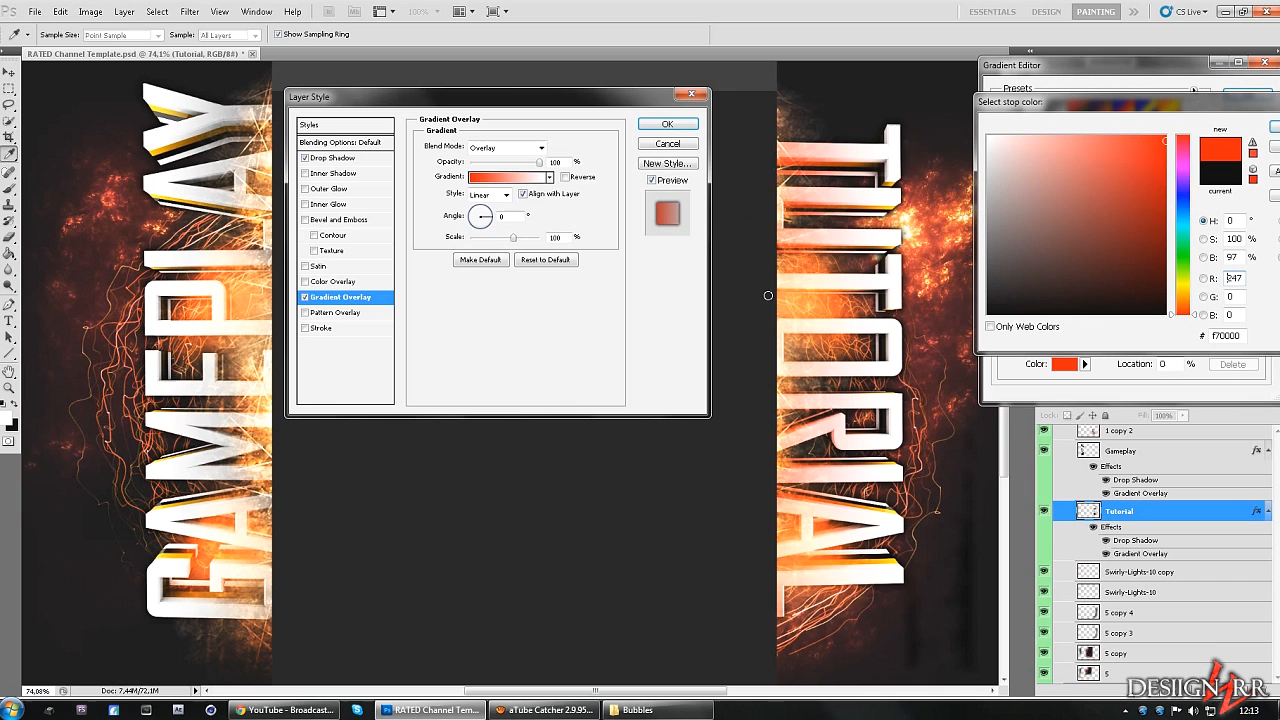 Ps File Edit Image Layer Select Filter View Window Help 100% ESSENTIALS DESIGN PAINTING CS Live
Sample Size: Point Sample Sample: All Layers Show Sampling Ring
RATED Channel Template.psd @ 74,1% (Tutorial, RGB/8#) *
GAMEPLAY
TUTORIAL
Layer Style
Styles
Blending Options: Default
Drop Shadow
Inner Shadow
Outer Glow
Inner Glow
Bevel and Emboss
Contour
Texture
Satin
Color Overlay
Gradient Overlay
Pattern Overlay
Stroke
Gradient Overlay
Gradient
Blend Mode: Overlay
Opacity: 100 %
Gradient: Reverse
Style: Linear Align with Layer
Angle: 0 °
Scale: 100 %
Make Default Reset to Default
OK
Cancel
New Style...
Preview
Gradient Editor
Presets
Select stop color:
new
current
H: 0 °
S: 100 %
B: 97 %
R: 247
G: 0
B: 0
# f70000
Only Web Colors
Color: Location: 0 % Delete
Lock: Fill: 100%
1 copy 2
Gameplay fx
Effects
Drop Shadow
Gradient Overlay
Tutorial fx
Effects
Drop Shadow
Gradient Overlay
Swirly-Lights-10 copy
Swirly-Lights-10
5 copy 4
5 copy 3
5 copy
5
74,08% Doc: 7,44M/72,1M
DESIIGN RR
YouTube - Broadcast... RATED Channel Tem... aTube Catcher 2.9.95... Bubbles 12:13